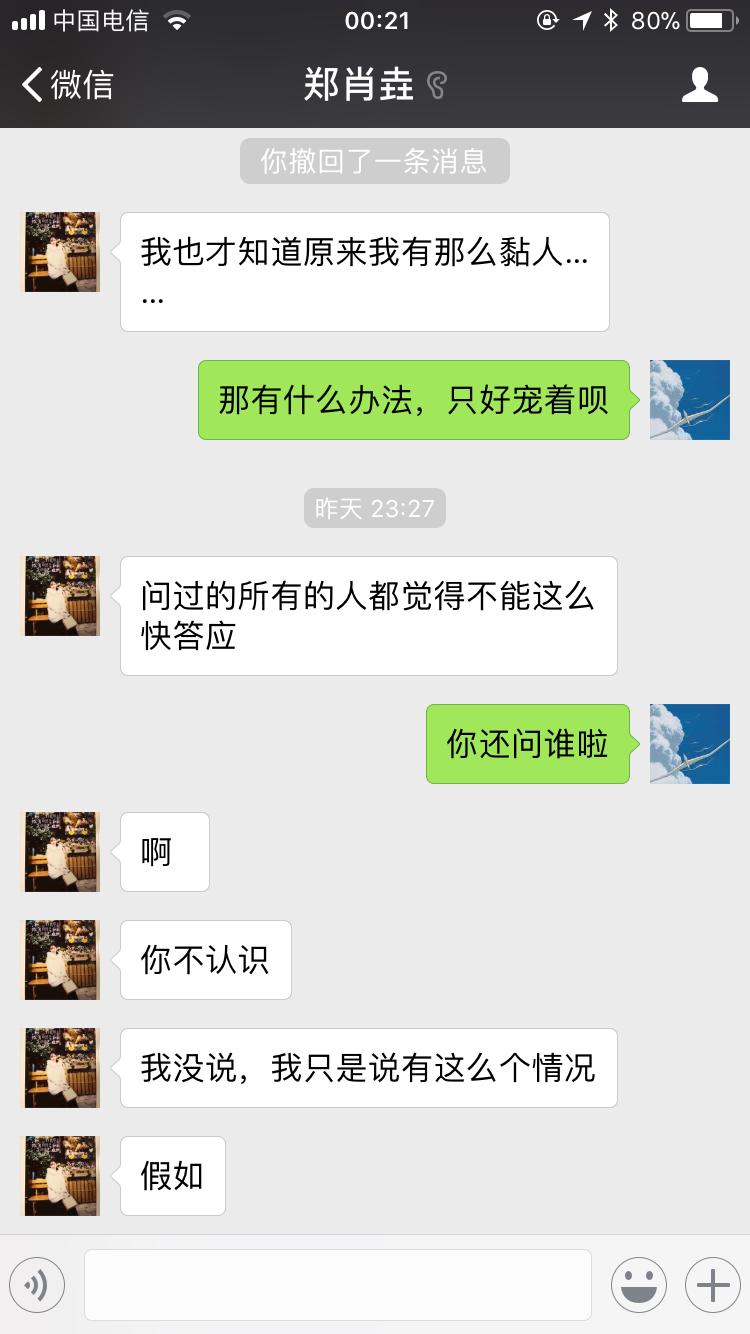 中国电信 00:21 80%
微信 郑肖垚
你撤回了一条消息
我也才知道原来我有那么黏人...
...
那有什么办法，只好宠着呗
昨天 23:27
问过的所有的人都觉得不能这么
快答应
你还问谁啦
啊
你不认识
我没说，我只是说有这么个情况
假如